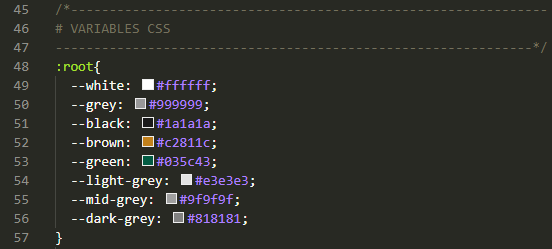 45 /*------------------------------------------------------------
46 # VARIABLES CSS
47 ------------------------------------------------------------*/
48 :root{
49 --white: #ffffff;
50 --grey: #999999;
51 --black: #1a1a1a;
52 --brown: #c2811c;
53 --green: #035c43;
54 --light-grey: #e3e3e3;
55 --mid-grey: #9f9f9f;
56 --dark-grey: #818181;
57 }